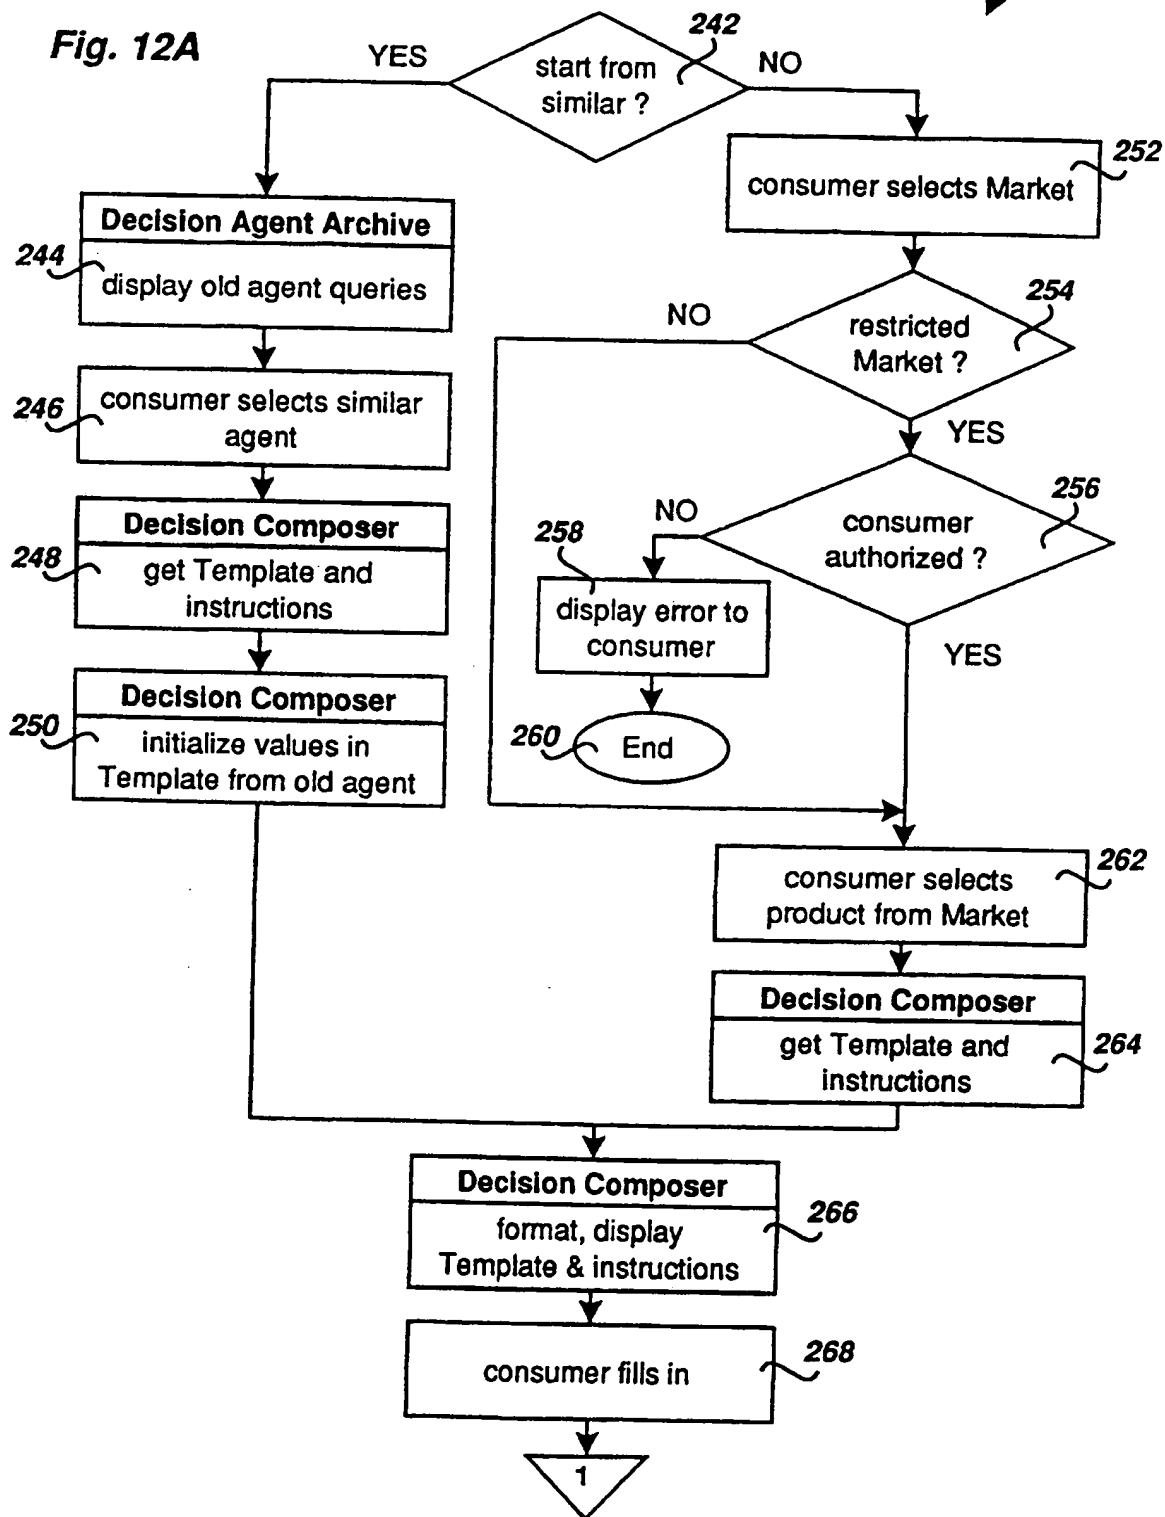 Fig. 12A
242
YES
start from
similar ?
NO
252
consumer selects Market
Decision Agent Archive
244
display old agent queries
254
NO
restricted
Market ?
YES
246
consumer selects similar
agent
256
NO
consumer
authorized ?
YES
Decision Composer
248
get Template and
instructions
258
display error to
consumer
Decision Composer
250
initialize values in
Template from old agent
260
End
262
consumer selects
product from Market
Decision Composer
264
get Template and
instructions
Decision Composer
266
format, display
Template & instructions
268
consumer fills in
1